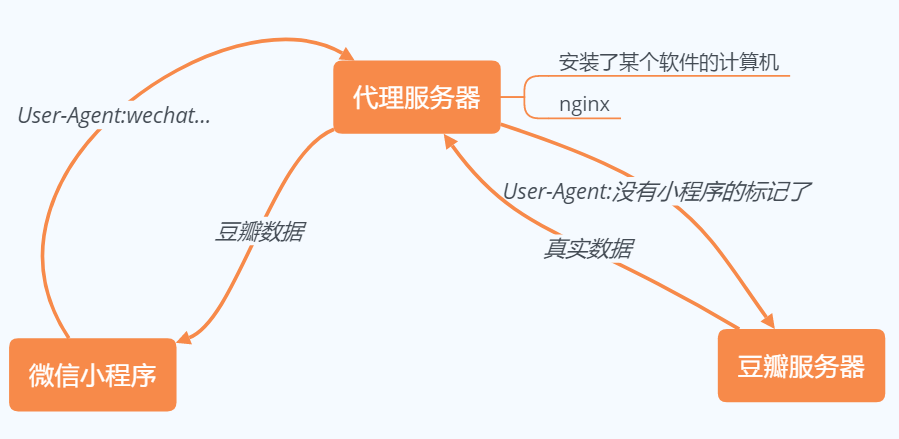 安装了某个软件的计算机
代理服务器
nginx
User-Agent:wechat...
User-Agent:没有小程序的标记了
豆瓣数据
真实数据
微信小程序
豆瓣服务器